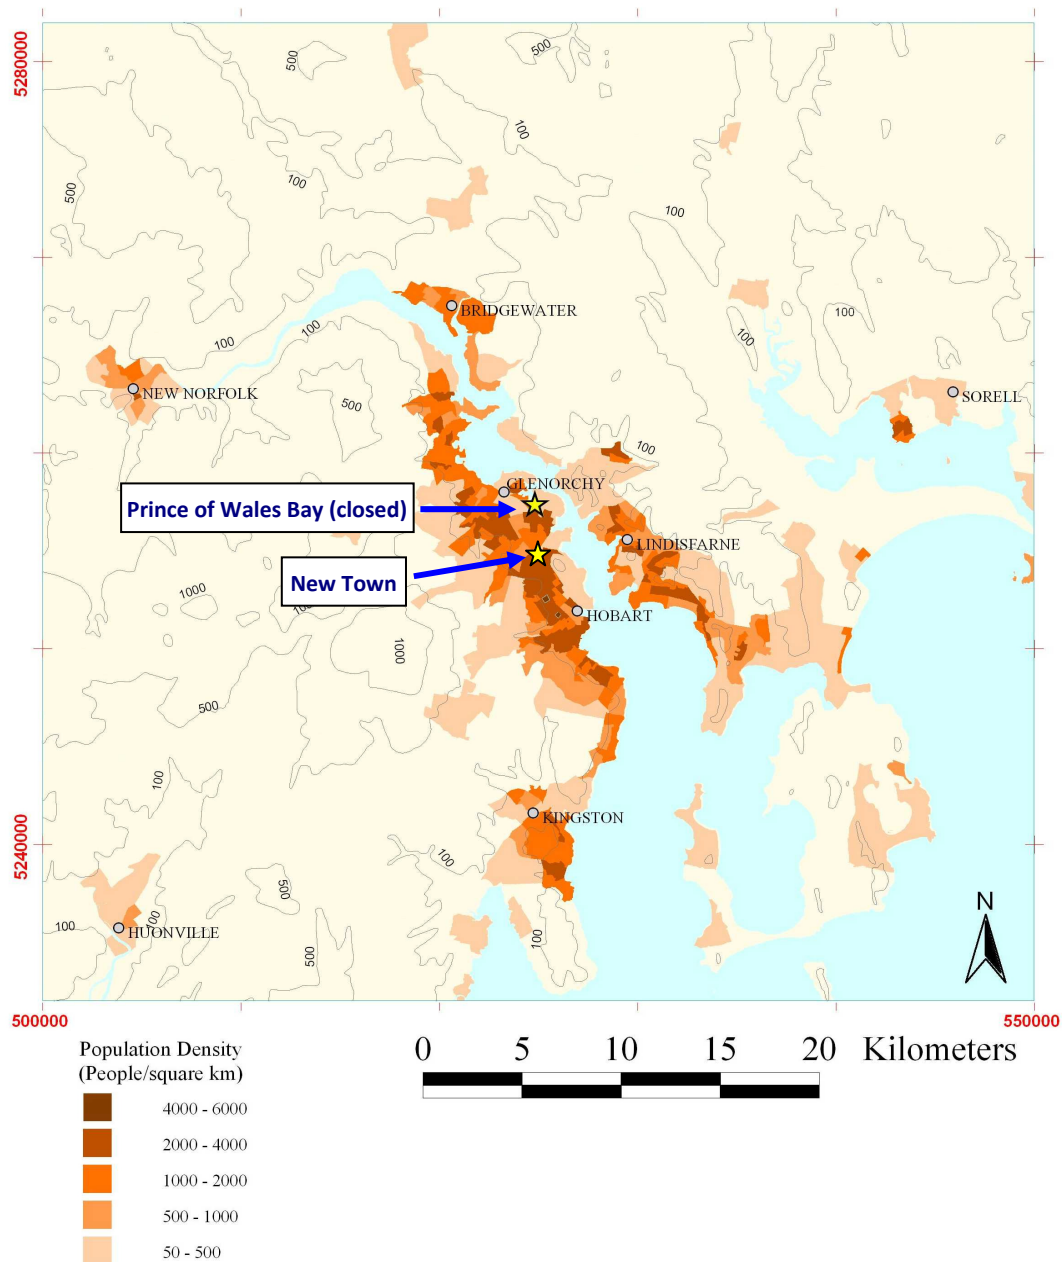 5280000
500
500
100
100
500
100
100
BRIDGEWATER
100
100
100
100
NEW NORFOLK
500
SORELL
100
GLENORCHY
Prince of Wales Bay (closed)
LINDISFARNE
New Town
1000
HOBART
1000
500
100
KINGSTON
5240000
100
500
N
100
100
HUONVILLE
100
500
500000
550000
Population Density
(People/square km)
0 5 10 15 20 Kilometers
4000 - 6000
2000 - 4000
1000 - 2000
500 - 1000
50 - 500